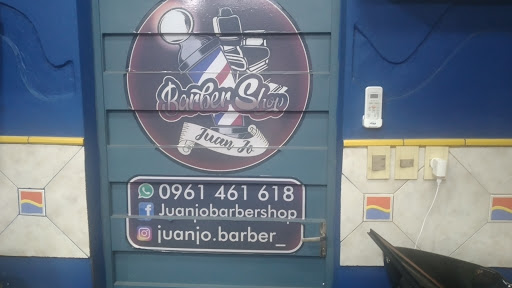 Barber Shop
Juan Jo
0961 461 618
Juanjobarbershop
juanjo.barber_